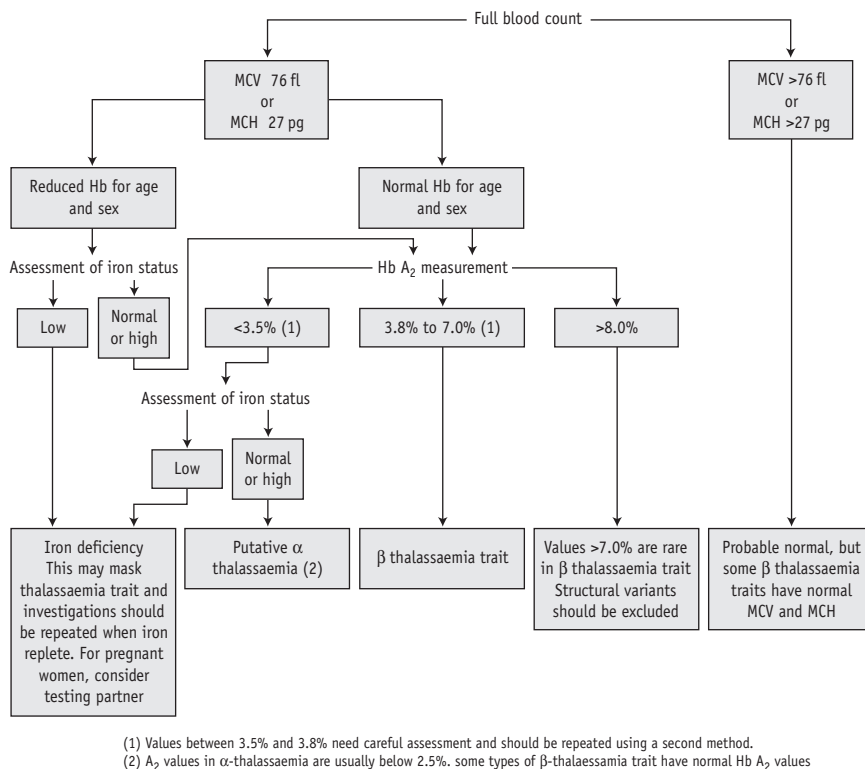 Full blood count
MCV 76 fl
or
MCH 27 pg
MCV >76 fl
or
MCH >27 pg
Reduced Hb for age
and sex
Normal Hb for age
and sex
Assessment of iron status
Hb A₂ measurement
Low
Normal
or high
<3.5% (1)
3.8% to 7.0% (1)
>8.0%
Assessment of iron status
Low
Normal
or high
Iron deficiency
This may mask
thalassaemia trait and
investigations should
be repeated when iron
replete. For pregnant
women, consider
testing partner
Putative α
thalassaemia (2)
β thalassaemia trait
Values >7.0% are rare
in β thalassaemia trait
Structural variants
should be excluded
Probable normal, but
some β thalassaemia
traits have normal
MCV and MCH
(1) Values between 3.5% and 3.8% need careful assessment and should be repeated using a second method.
(2) A₂ values in α-thalassaemia are usually below 2.5%. some types of β-thalaessamia trait have normal Hb A₂ values